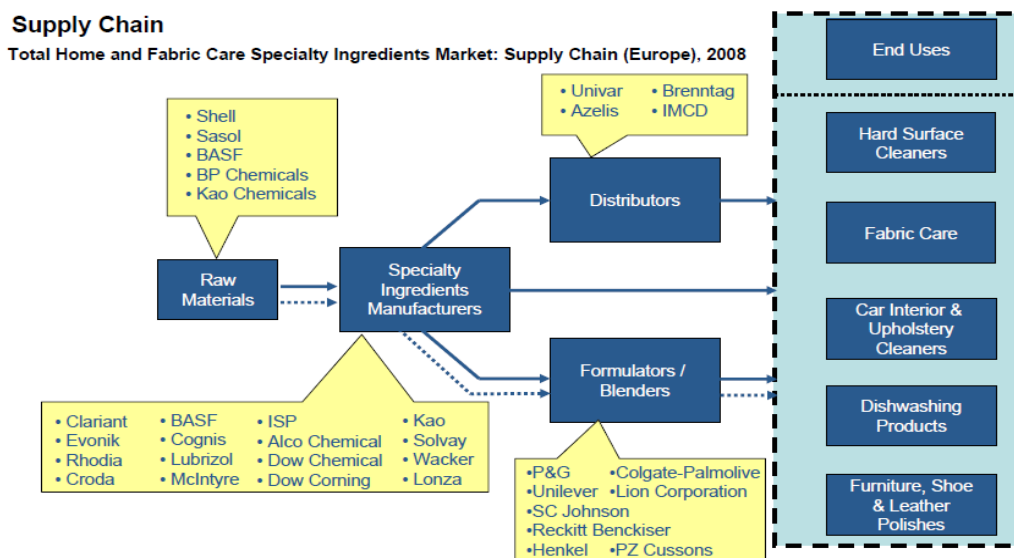 Supply Chain
Total Home and Fabric Care Specialty Ingredients Market: Supply Chain (Europe), 2008
• Shell
• Sasol
• BASF
• BP Chemicals
• Kao Chemicals
• Univar • Brenntag
• Azelis • IMCD
Raw
Materials
Specialty
Ingredients
Manufacturers
Distributors
Formulators /
Blenders
• Clariant • BASF • ISP • Kao
• Evonik • Cognis • Alco Chemical • Solvay
• Rhodia • Lubrizol • Dow Chemical • Wacker
• Croda • McIntyre • Dow Corning • Lonza
•P&G •Colgate-Palmolive
•Unilever •Lion Corporation
•SC Johnson
•Reckitt Benckiser
•Henkel •PZ Cussons
End Uses
Hard Surface
Cleaners
Fabric Care
Car Interior &
Upholstery
Cleaners
Dishwashing
Products
Furniture, Shoe
& Leather
Polishes